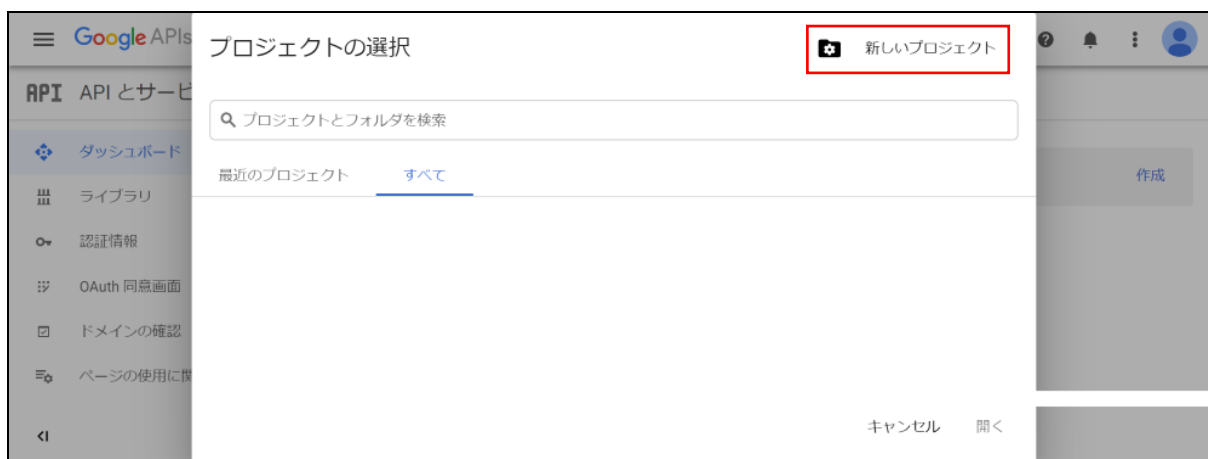 Google APIs
プロジェクトの選択
新しいプロジェクト
API APIとサービ
プロジェクトとフォルダを検索
ダッシュボード
最近のプロジェクト すべて
作成
ライブラリ
認証情報
OAuth 同意画面
ドメインの確認
ページの使用に関
キャンセル 開く